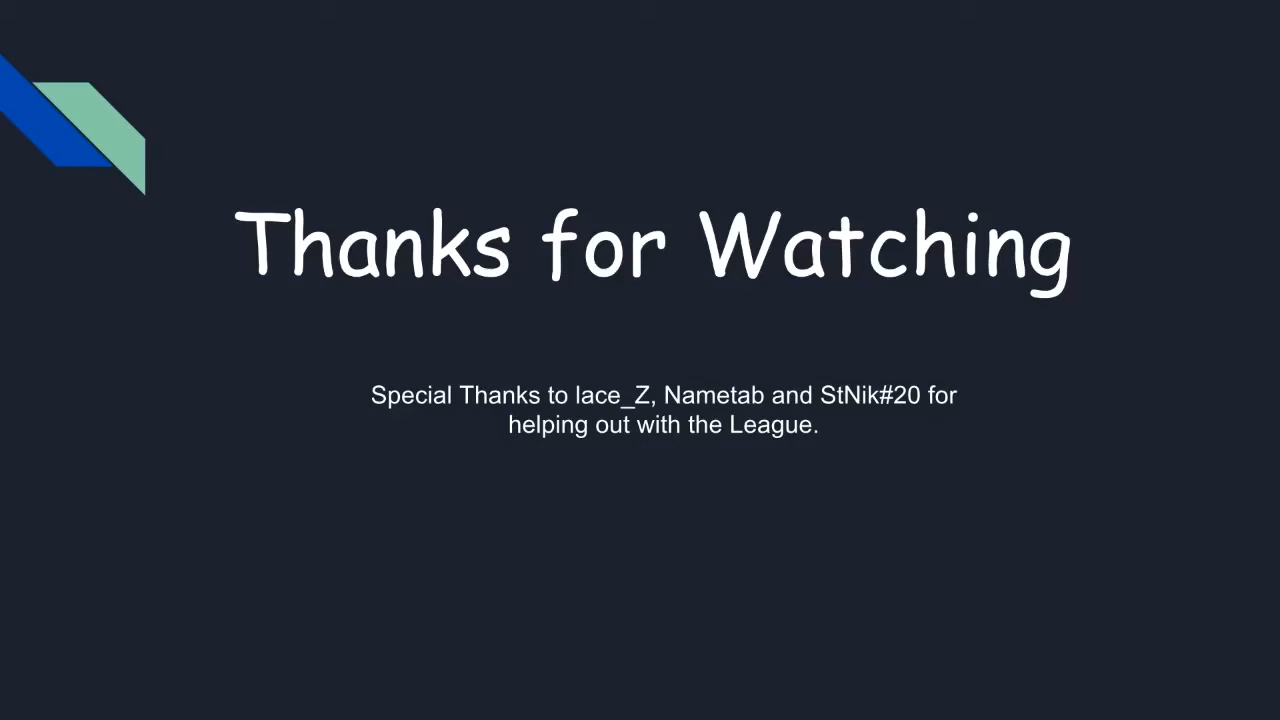 Thanks for Watching
Special Thanks to lace_Z, Nametab and StNik#20 for
helping out with the League.